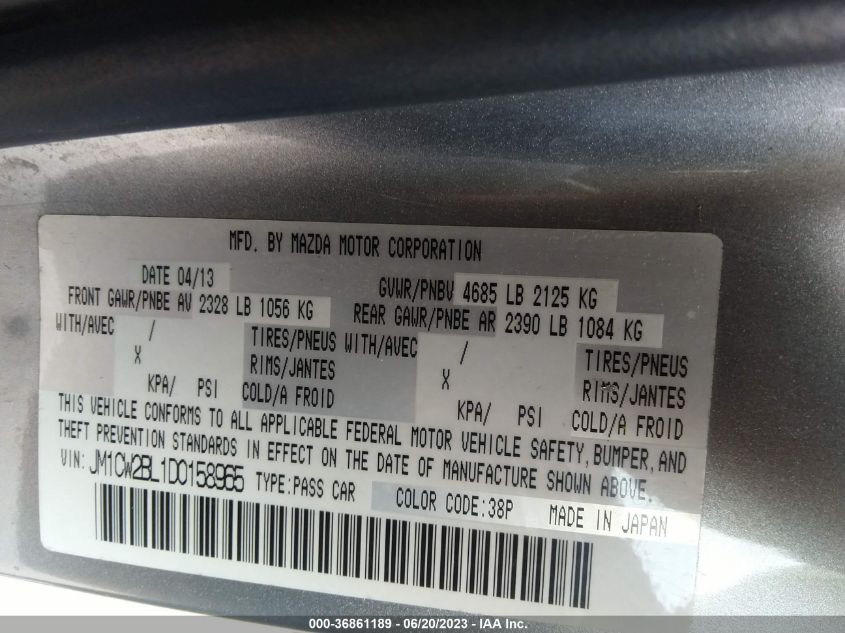 MFD. BY MAZDA MOTOR CORPORATION
DATE 04/13 GVWR/PNBV 4685 LB 2125 KG
FRONT GAWR/PNBE AV 2328 LB 1056 KG REAR GAWR/PNBE AR 2390 LB 1084 KG
WITH/AVEC / TIRES/PNEUS WITH/AVEC / TIRES/PNEUS
X RIMS/JANTES X RIMS/JANTES
KPA/ PSI COLD/A FROID KPA/ PSI COLD/A FROID
THIS VEHICLE CONFORMS TO ALL APPLICABLE FEDERAL MOTOR VEHICLE SAFETY, BUMPER, AND
THEFT PREVENTION STANDARDS IN EFFECT ON THE DATE OF MANUFACTURE SHOWN ABOVE.
VIN: JM1CW2BL1D0158965 TYPE:PASS CAR COLOR CODE:38P MADE IN JAPAN
000-36861189 - 06/20/2023 - IAA Inc.